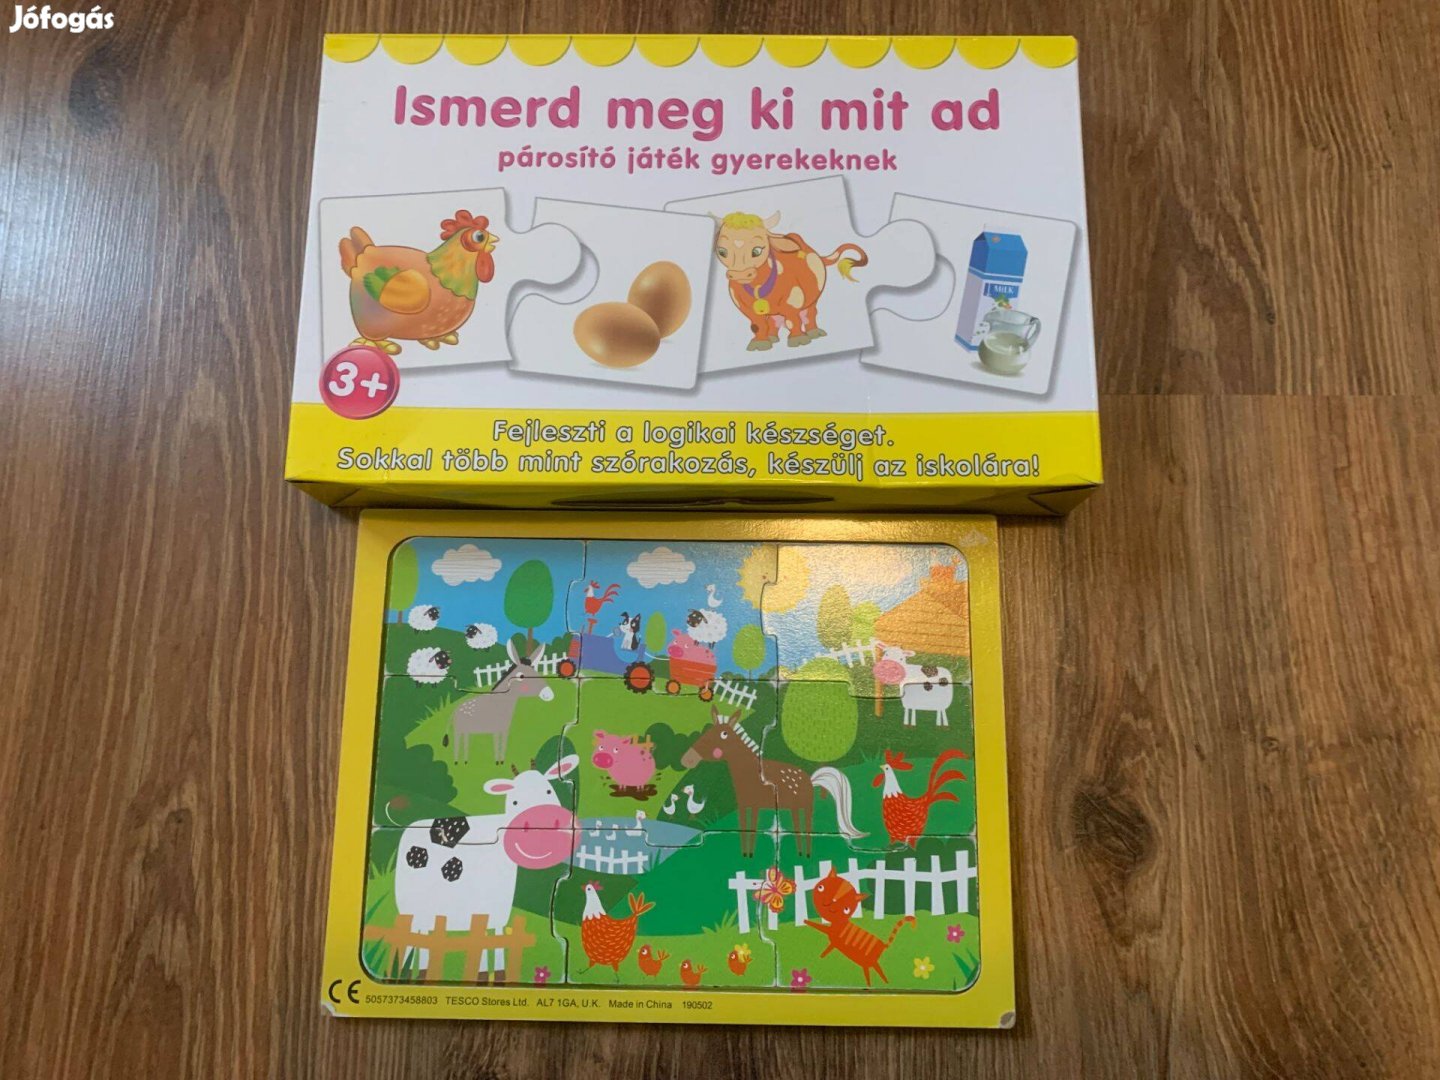 Jófogás
Ismerd meg ki mit ad
párosító játék gyerekeknek
MILK
3+
Fejleszti a logikai készséget.
Sokkal több mint szórakozás, készülj az iskolára!
CE 5057373458803 TESCO Stores Ltd. AL7 1GA, U.K. Made in China 190502